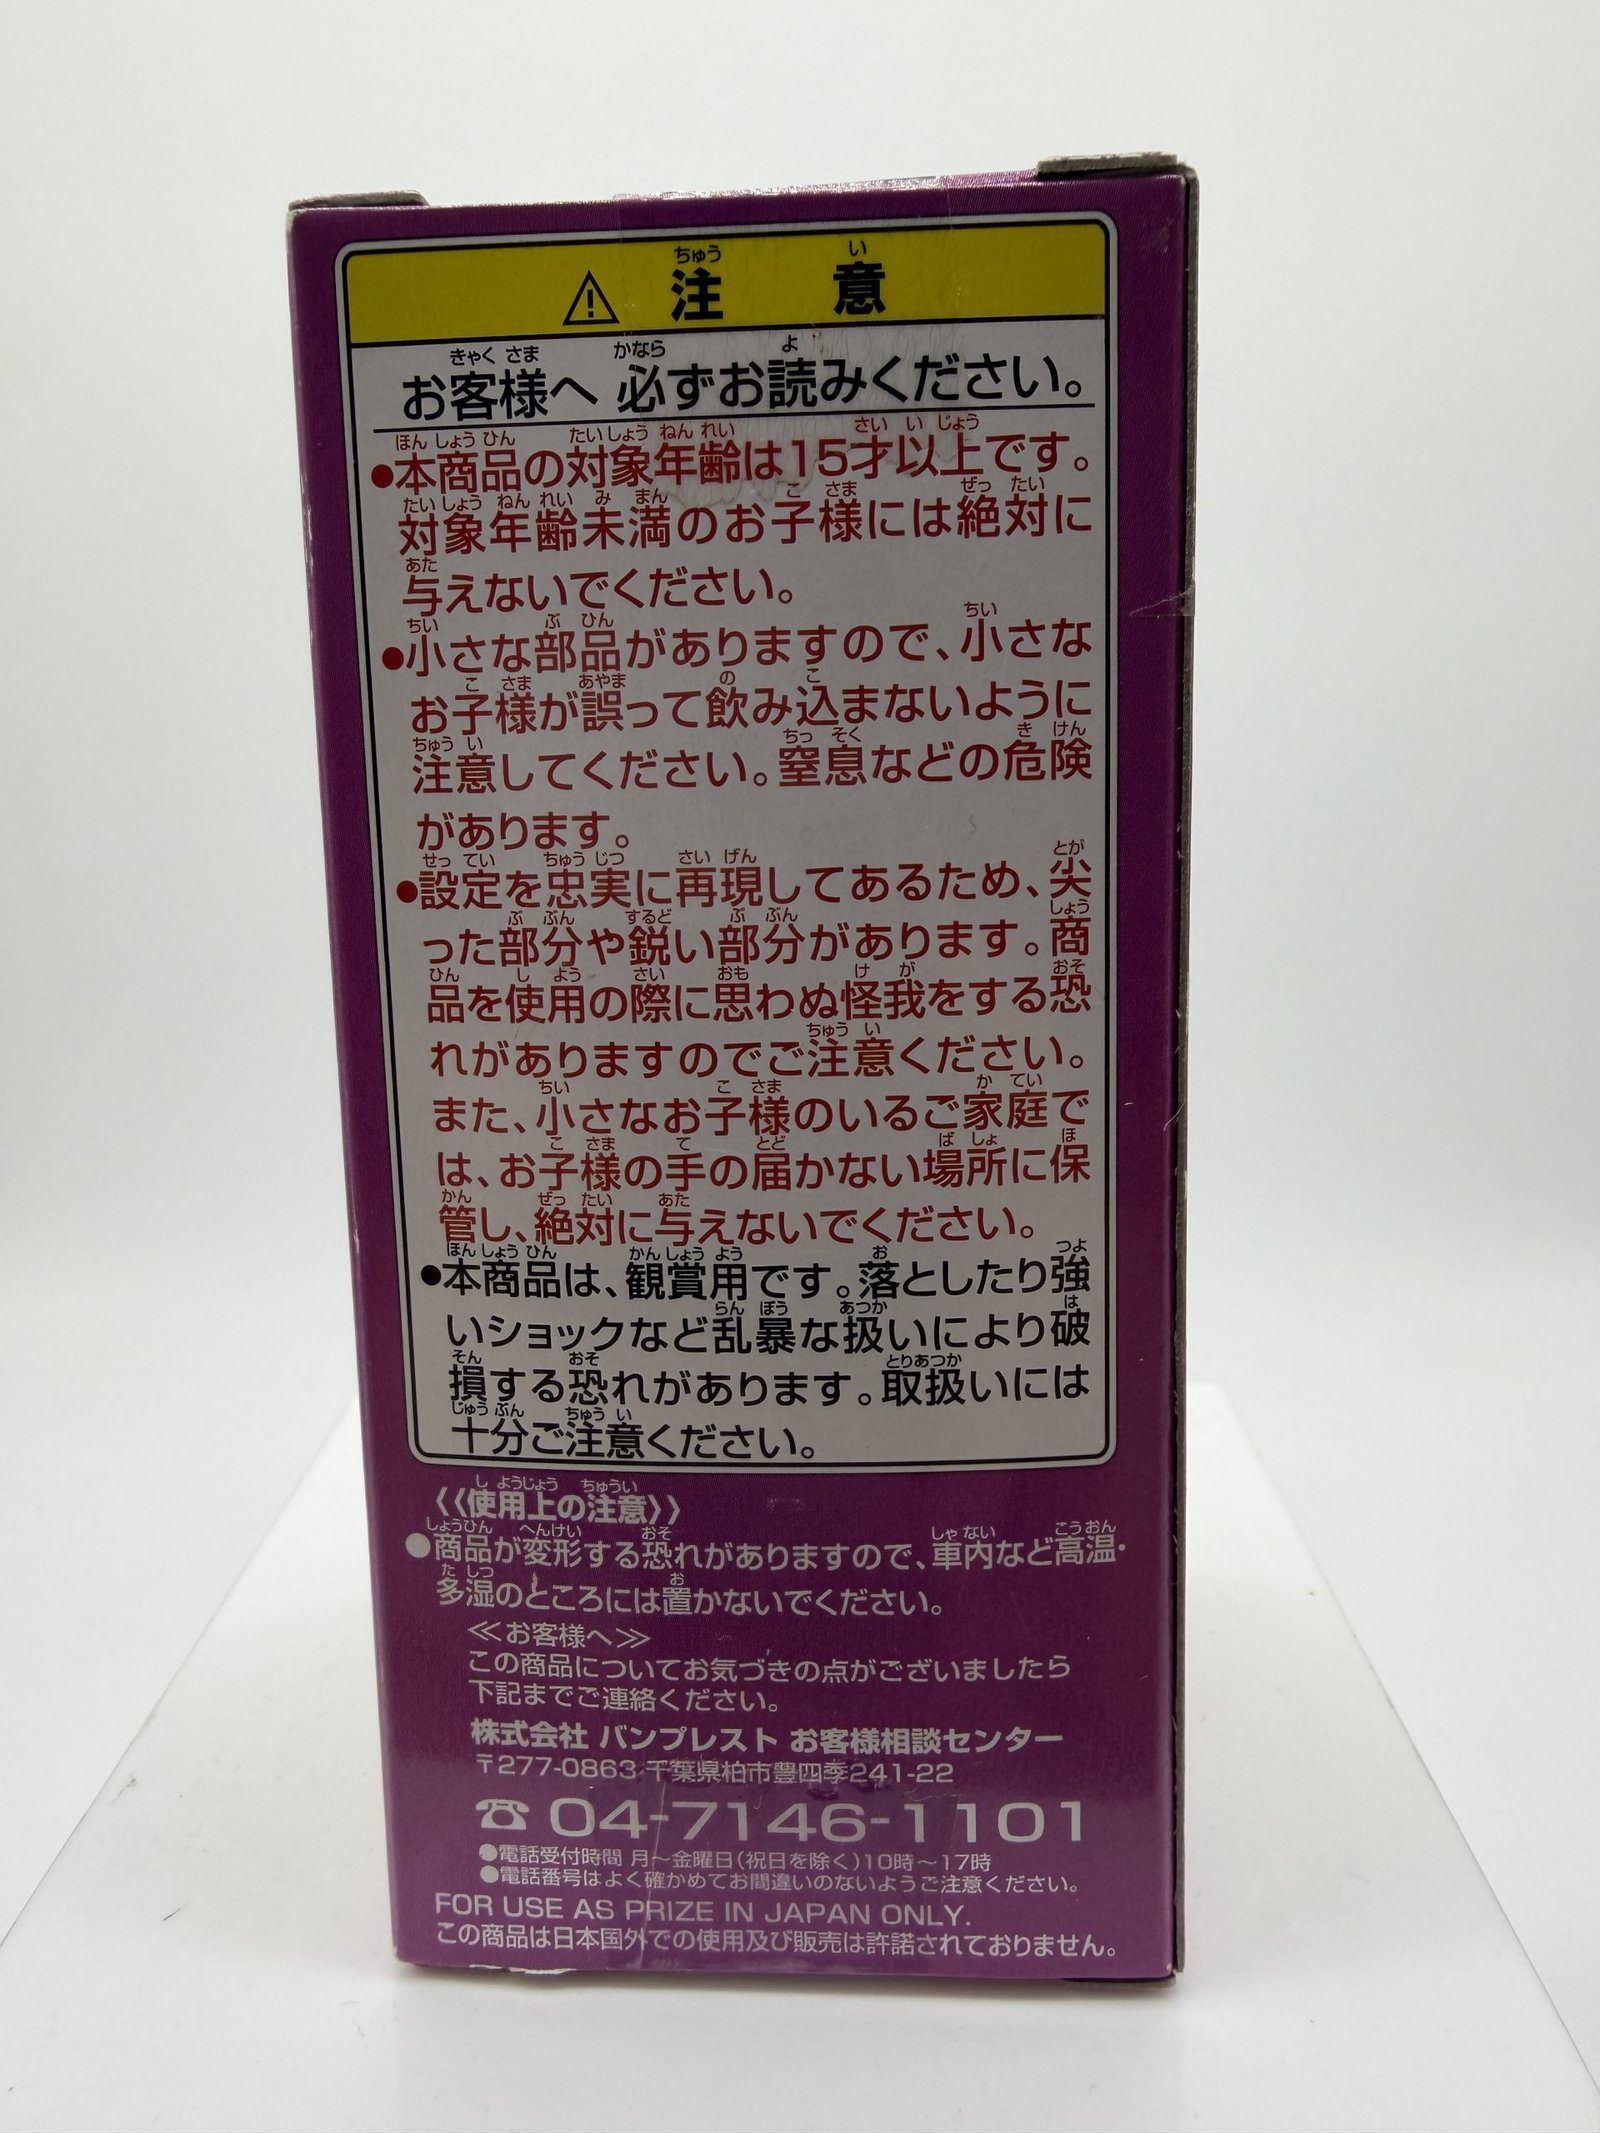 ⚠ 注意
お客様へ 必ずお読みください。
●本商品の対象年齢は15才以上です。
対象年齢未満のお子様には絶対に
与えないでください。
●小さな部品がありますので、小さな
お子様が誤って飲み込まないように
注意してください。窒息などの危険
があります。
●設定を忠実に再現してあるため、尖
った部分や鋭い部分があります。商
品を使用の際に思わぬ怪我をする恐
れがありますのでご注意ください。
また、小さなお子様のいるご家庭で
は、お子様の手の届かない場所に保
管し、絶対に与えないでください。
●本商品は、観賞用です。落としたり強
いショックなど乱暴な扱いにより破
損する恐れがあります。取扱いには
十分ご注意ください。
《使用上の注意》
●商品が変形する恐れがありますので、車内など高温・
多湿のところには置かないでください。
≪お客様へ≫
この商品についてお気づきの点がございましたら
下記までご連絡ください。
株式会社 バンプレスト お客様相談センター
〒277-0863 千葉県柏市豊四季241-22
☎ 04-7146-1101
●電話受付時間 月～金曜日(祝日を除く)10時～17時
●電話番号はよく確かめてお間違いのないようご注意ください。
FOR USE AS PRIZE IN JAPAN ONLY.
この商品は日本国外での使用及び販売は許諾されておりません。